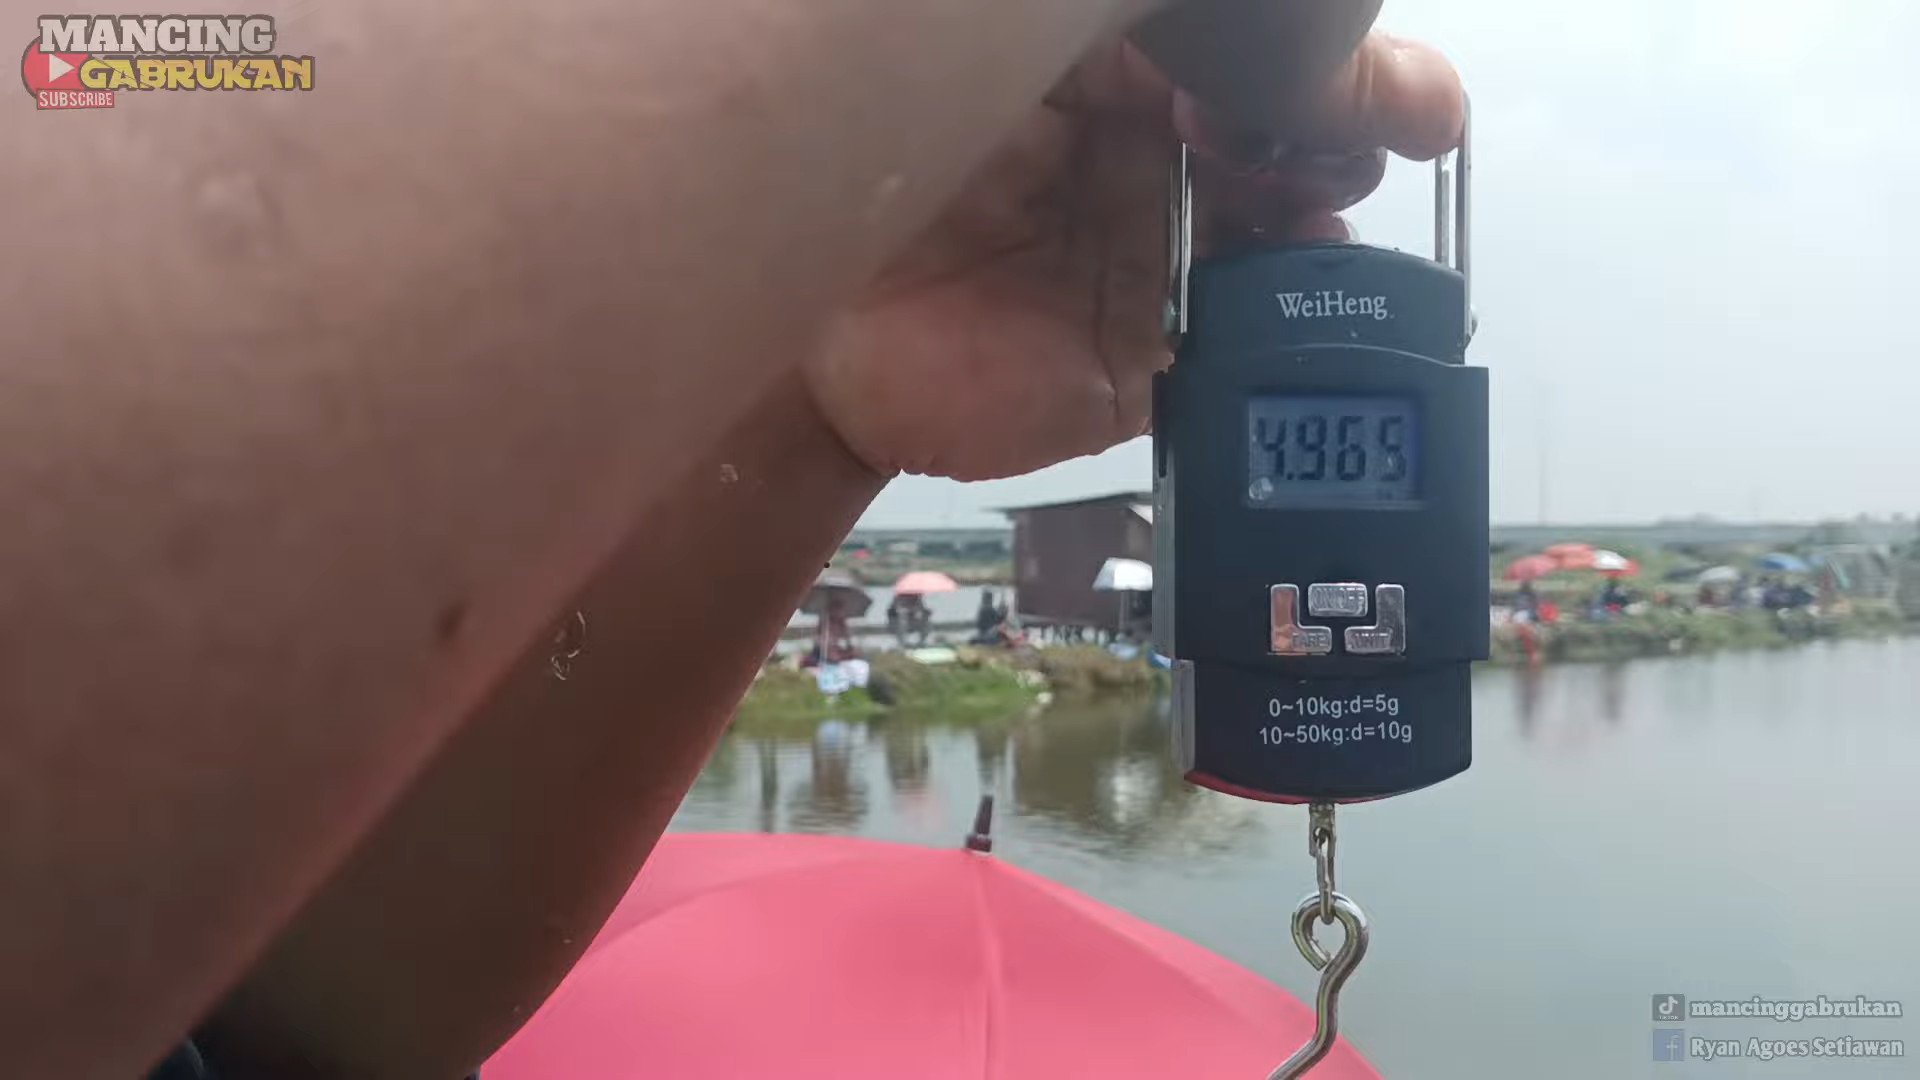 MANCING
GABRUKAN
SUBSCRIBE
WeiHeng
4.965
ON/OFF
TARE UNIT
0~10kg:d=5g
10~50kg:d=10g
mancinggabrukan
Ryan Agoes Setiawan